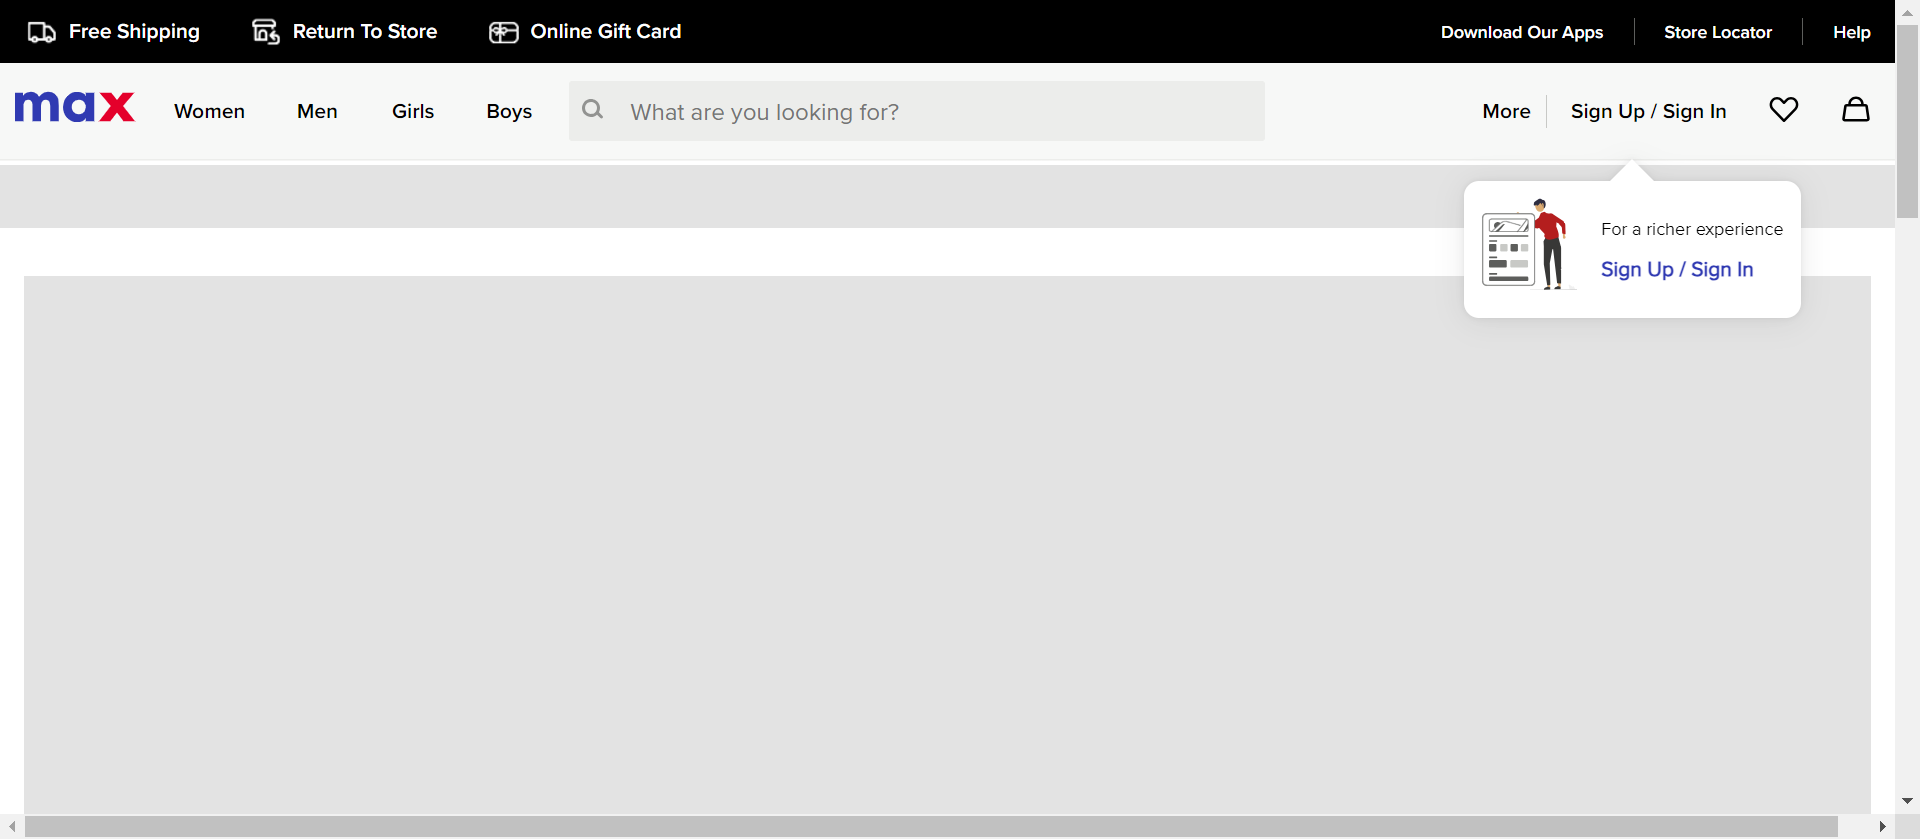 Free Shipping
Return To Store
Online Gift Card
Download Our Apps
Store Locator
Help
max
Women
Men
Girls
Boys
What are you looking for?
More
Sign Up / Sign In
For a richer experience
Sign Up / Sign In